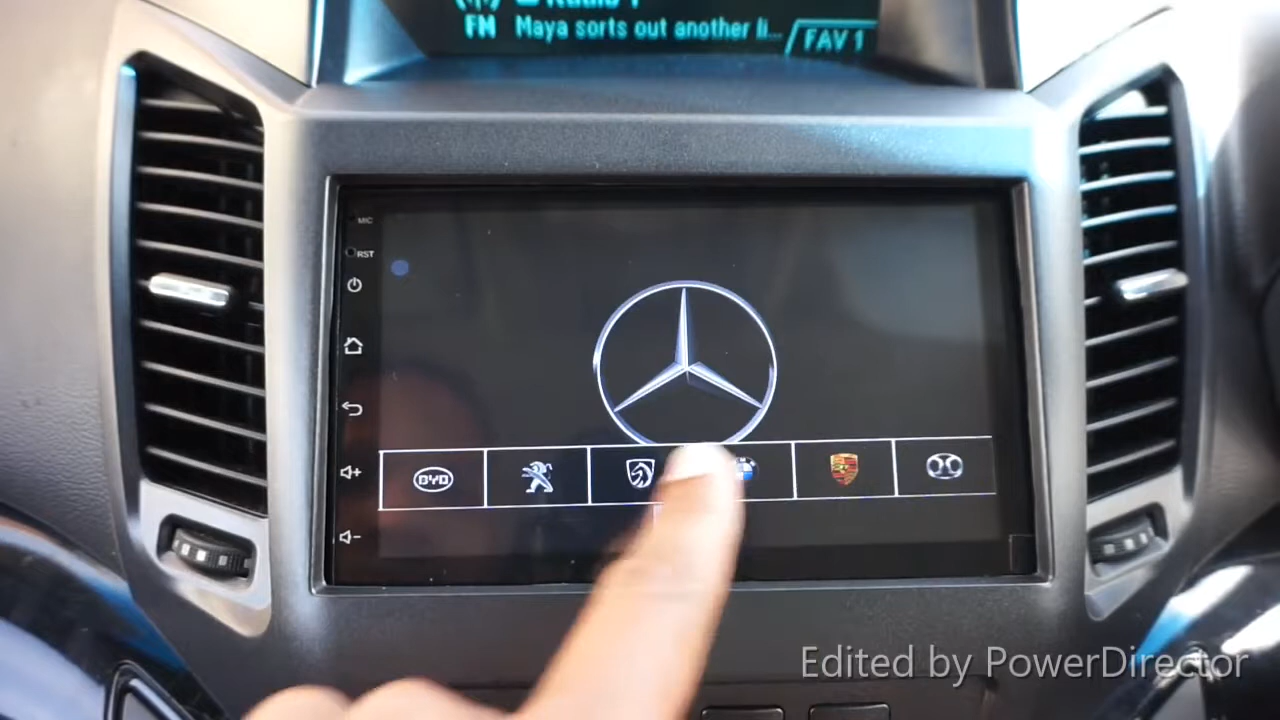 FM Maya sorts out another li... FAV 1
MIC
RST
BYD
Edited by PowerDirector